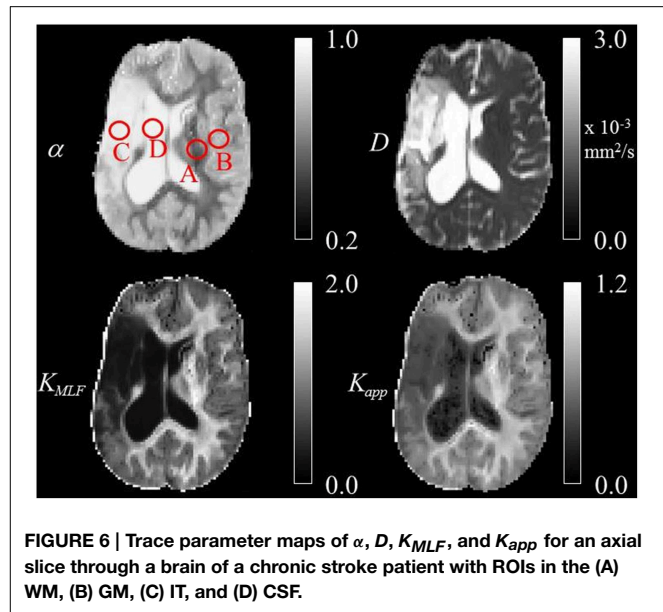 1.0
3.0
α
C
D
A
B
D
x 10⁻³
mm²/s
0.2
0.0
2.0
1.2
K_MLF
K_app
0.0
0.0
FIGURE 6 | Trace parameter maps of α, D, K_MLF, and K_app for an axial
slice through a brain of a chronic stroke patient with ROIs in the (A)
WM, (B) GM, (C) IT, and (D) CSF.